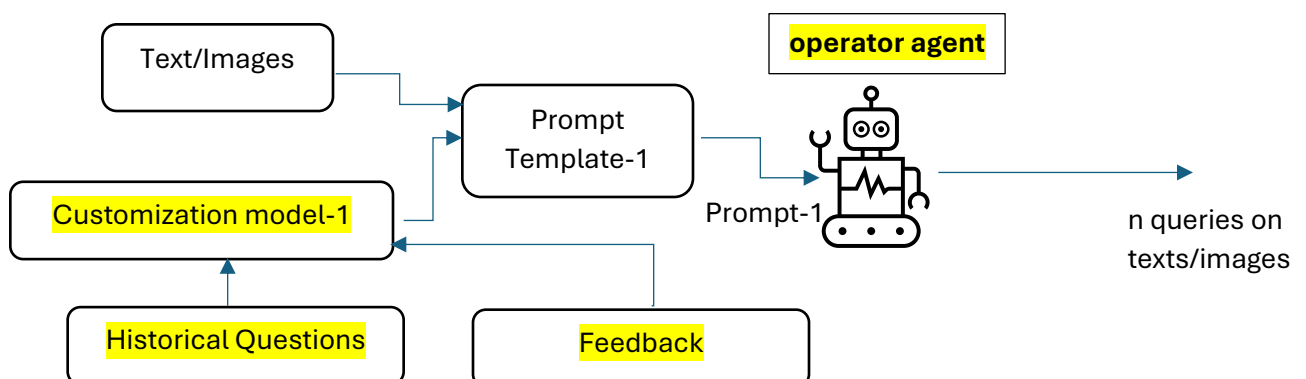 Text/Images
operator agent
Prompt
Template-1
Customization model-1
Prompt-1
n queries on
texts/images
Historical Questions
Feedback